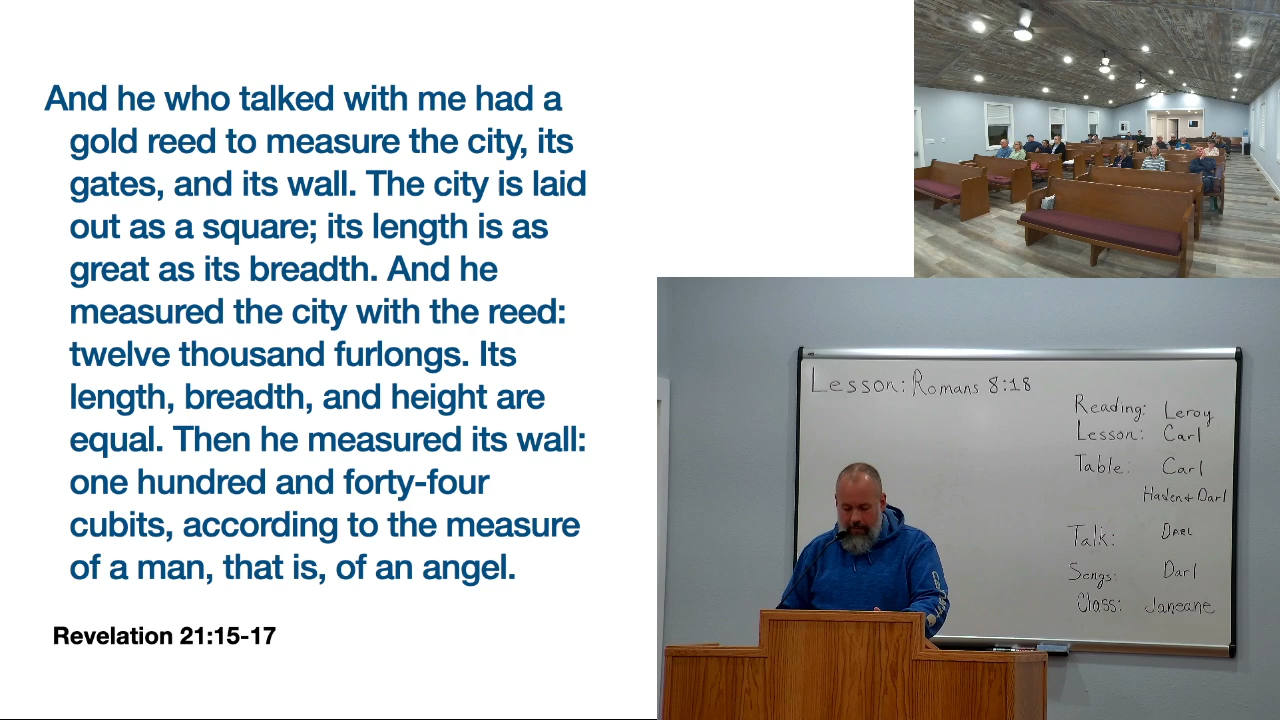 And he who talked with me had a
gold reed to measure the city, its
gates, and its wall. The city is laid
out as a square; its length is as
great as its breadth. And he
measured the city with the reed:
twelve thousand furlongs. Its
length, breadth, and height are
equal. Then he measured its wall:
one hundred and forty-four
cubits, according to the measure
of a man, that is, of an angel.
Revelation 21:15-17
Lesson: Romans 8:18
Reading: Leroy
Lesson: Carl
Table: Carl
Haden & Darl
Talk: Darl
Songs: Darl
Class: Janeane